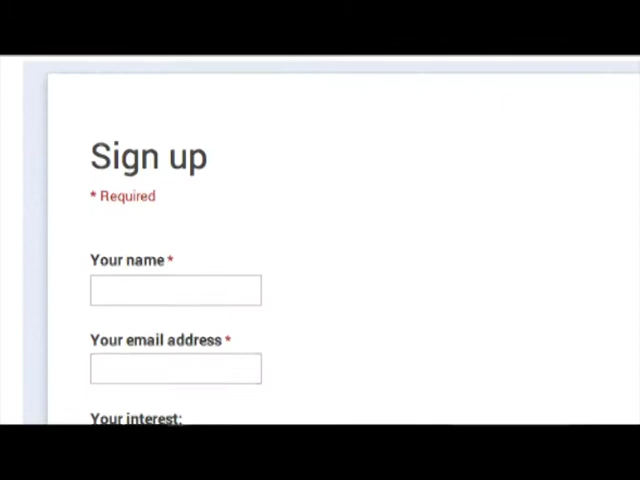 Sign up
* Required
Your name *
Your email address *
Your interest: